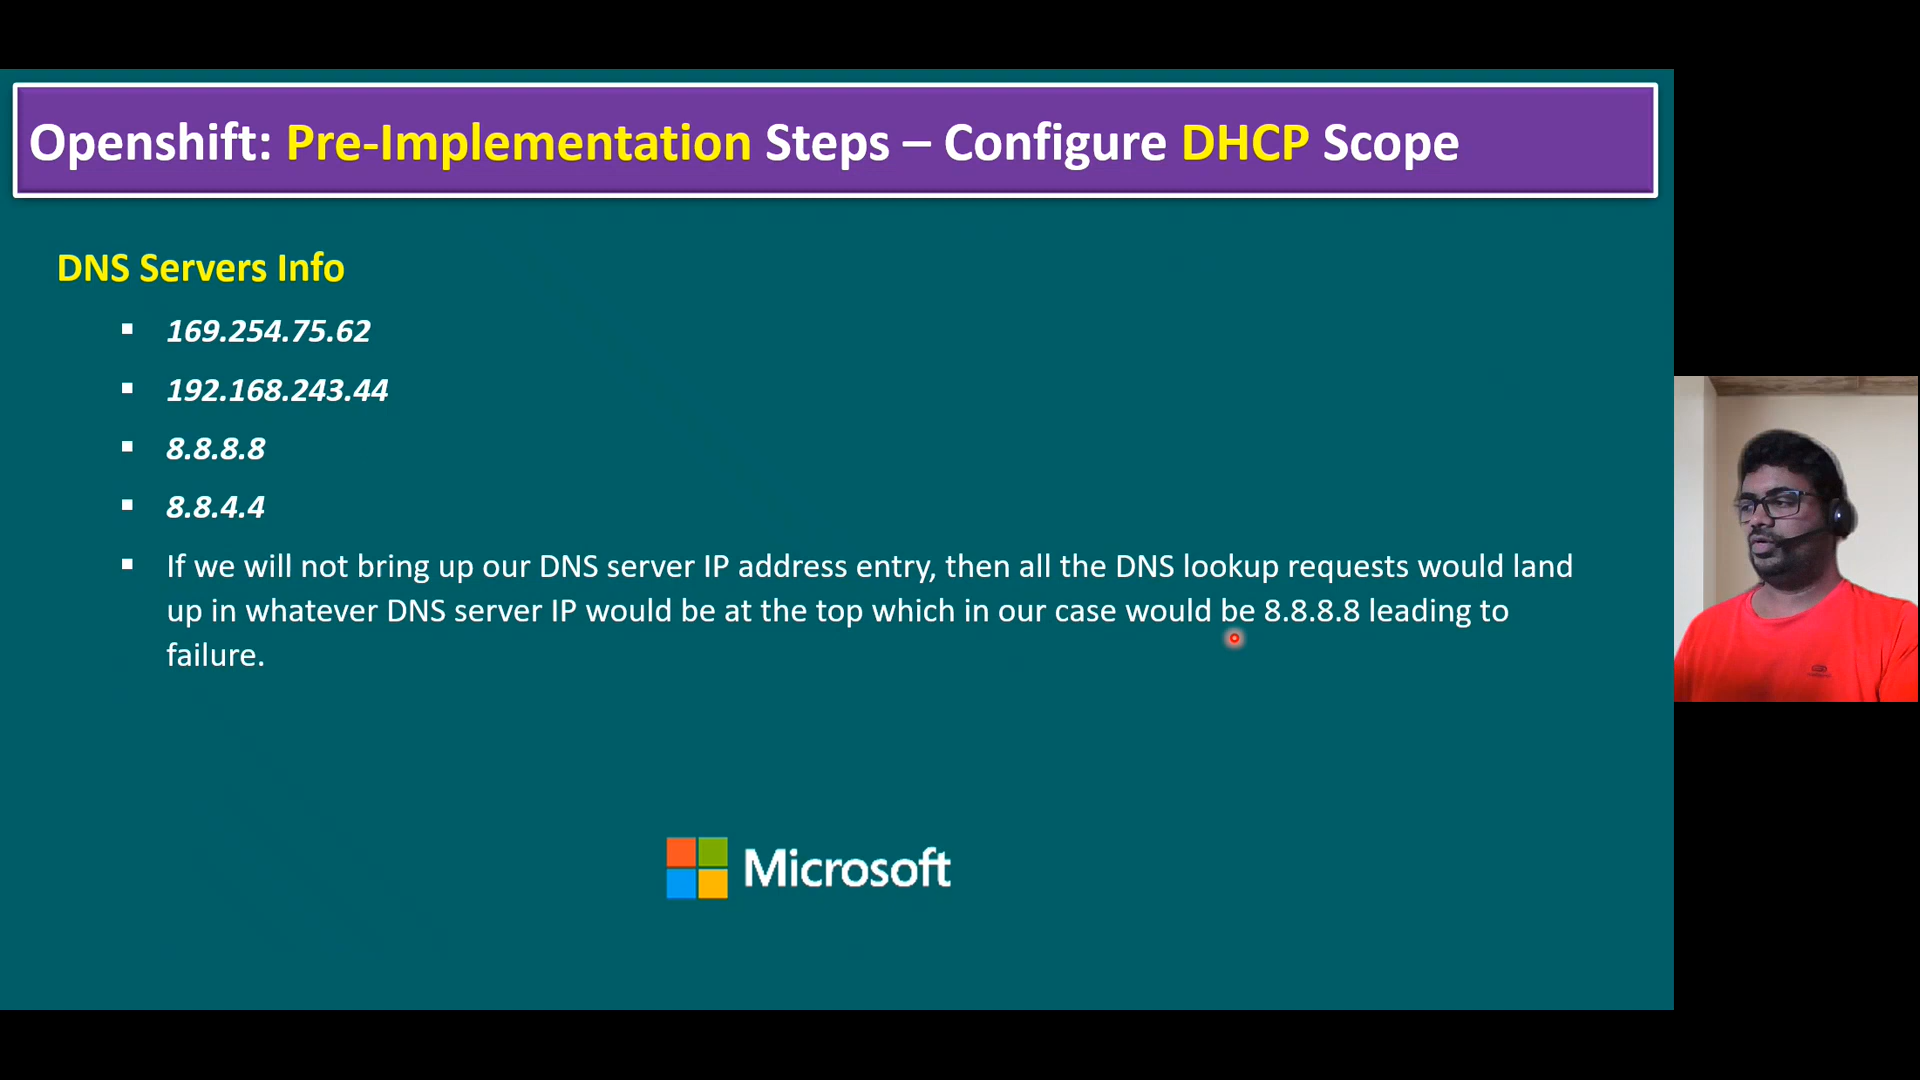 Openshift: Pre-Implementation Steps – Configure DHCP Scope
DNS Servers Info
▪ 169.254.75.62
▪ 192.168.243.44
▪ 8.8.8.8
▪ 8.8.4.4
▪ If we will not bring up our DNS server IP address entry, then all the DNS lookup requests would land
up in whatever DNS server IP would be at the top which in our case would be 8.8.8.8 leading to
failure.
Microsoft